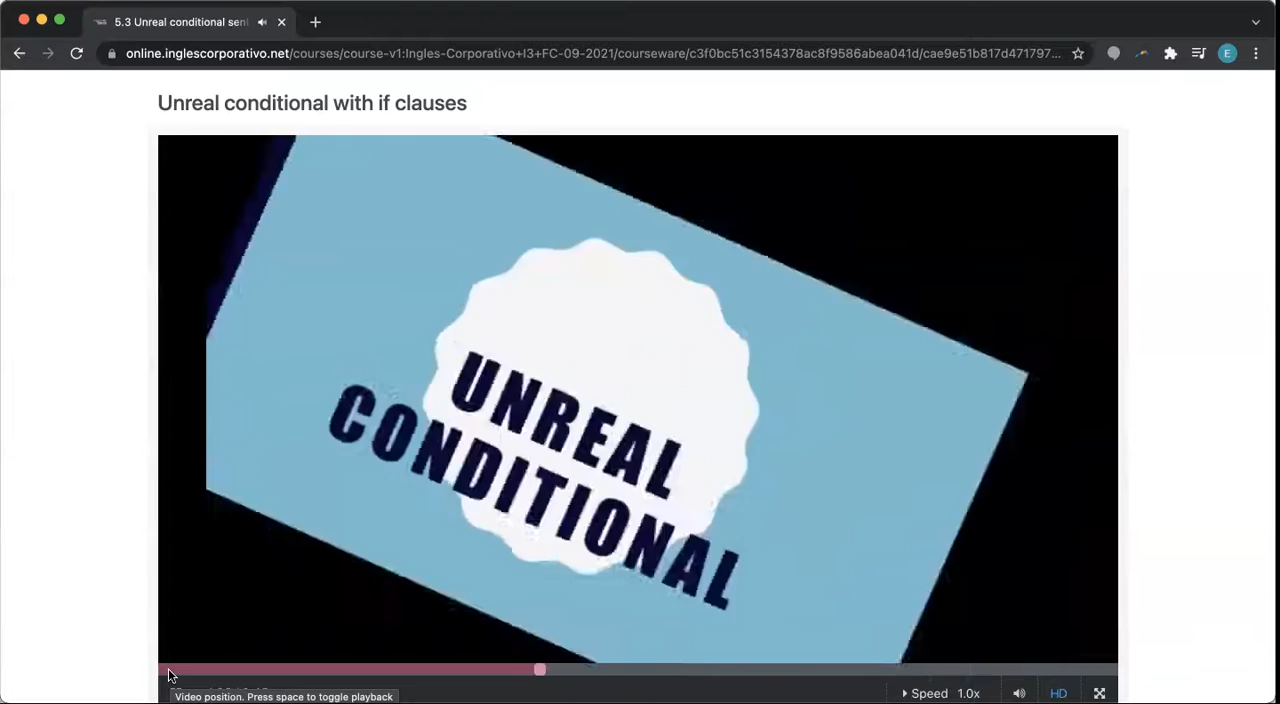 5.3 Unreal conditional sen
online.inglescorporativo.net/courses/course-v1:Ingles-Corporativo+I3+FC-09-2021/courseware/c3f0bc51c3154378ac8f9586abea041d/cae9e51b817d471797...
E
Unreal conditional with if clauses
UNREAL
CONDITIONAL
Video position. Press space to toggle playback
Speed 1.0x
HD